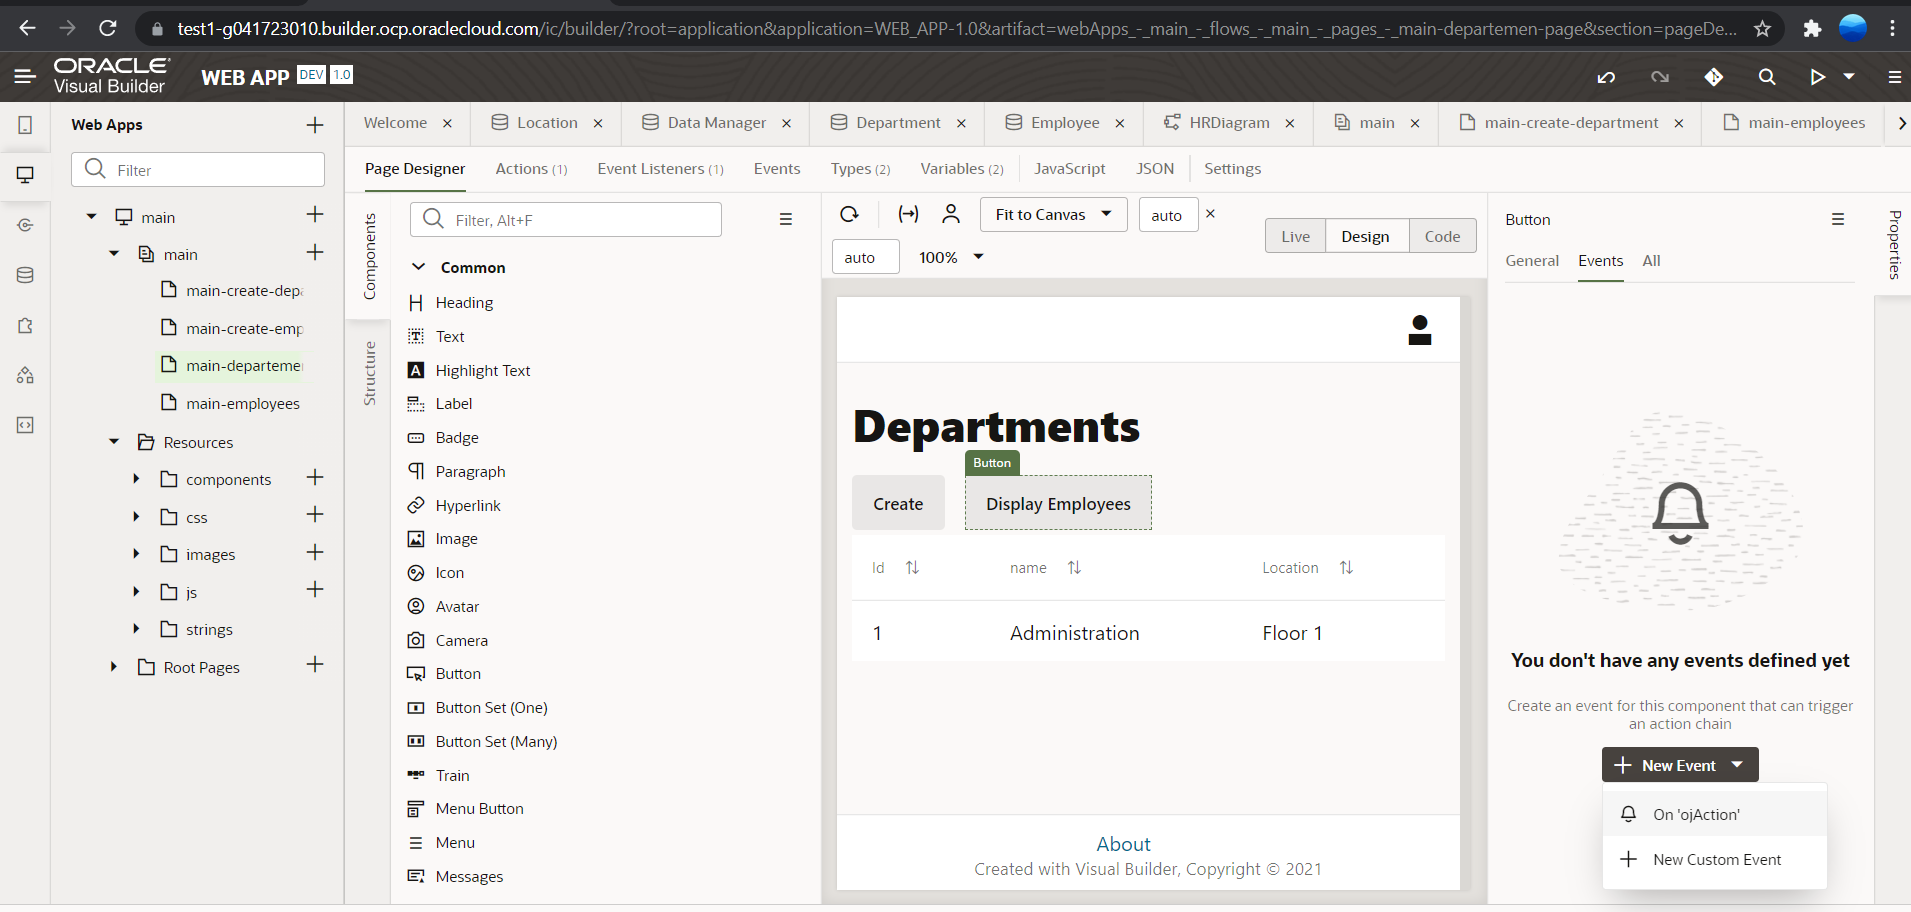 test1-g041723010.builder.ocp.oraclecloud.com/ic/builder/?root=application&application=WEB_APP-1.0&artifact=webApps_-_main_-_flows_-_main_-_pages_-_main-departemen-page&section=pageDe...
ORACLE
Visual Builder
WEB APP DEV 1.0
Web Apps
Filter
main
main
main-create-depa
main-create-emp
main-departemen
main-employees
Resources
components
css
images
js
strings
Root Pages
Welcome × Location × Data Manager × Department × Employee × HRDiagram × main × main-create-department × main-employees
Page Designer Actions (1) Event Listeners (1) Events Types (2) Variables (2) JavaScript JSON Settings
Components
Structure
Filter, Alt+F
Common
Heading
Text
Highlight Text
Label
Badge
Paragraph
Hyperlink
Image
Icon
Avatar
Camera
Button
Button Set (One)
Button Set (Many)
Train
Menu Button
Menu
Messages
Fit to Canvas auto ×
auto 100%
Live Design Code
Departments
Button
Create Display Employees
Id name Location
1 Administration Floor 1
About
Created with Visual Builder, Copyright © 2021
Button
General Events All
You don't have any events defined yet
Create an event for this component that can trigger
an action chain
+ New Event
On 'ojAction'
+ New Custom Event
Properties